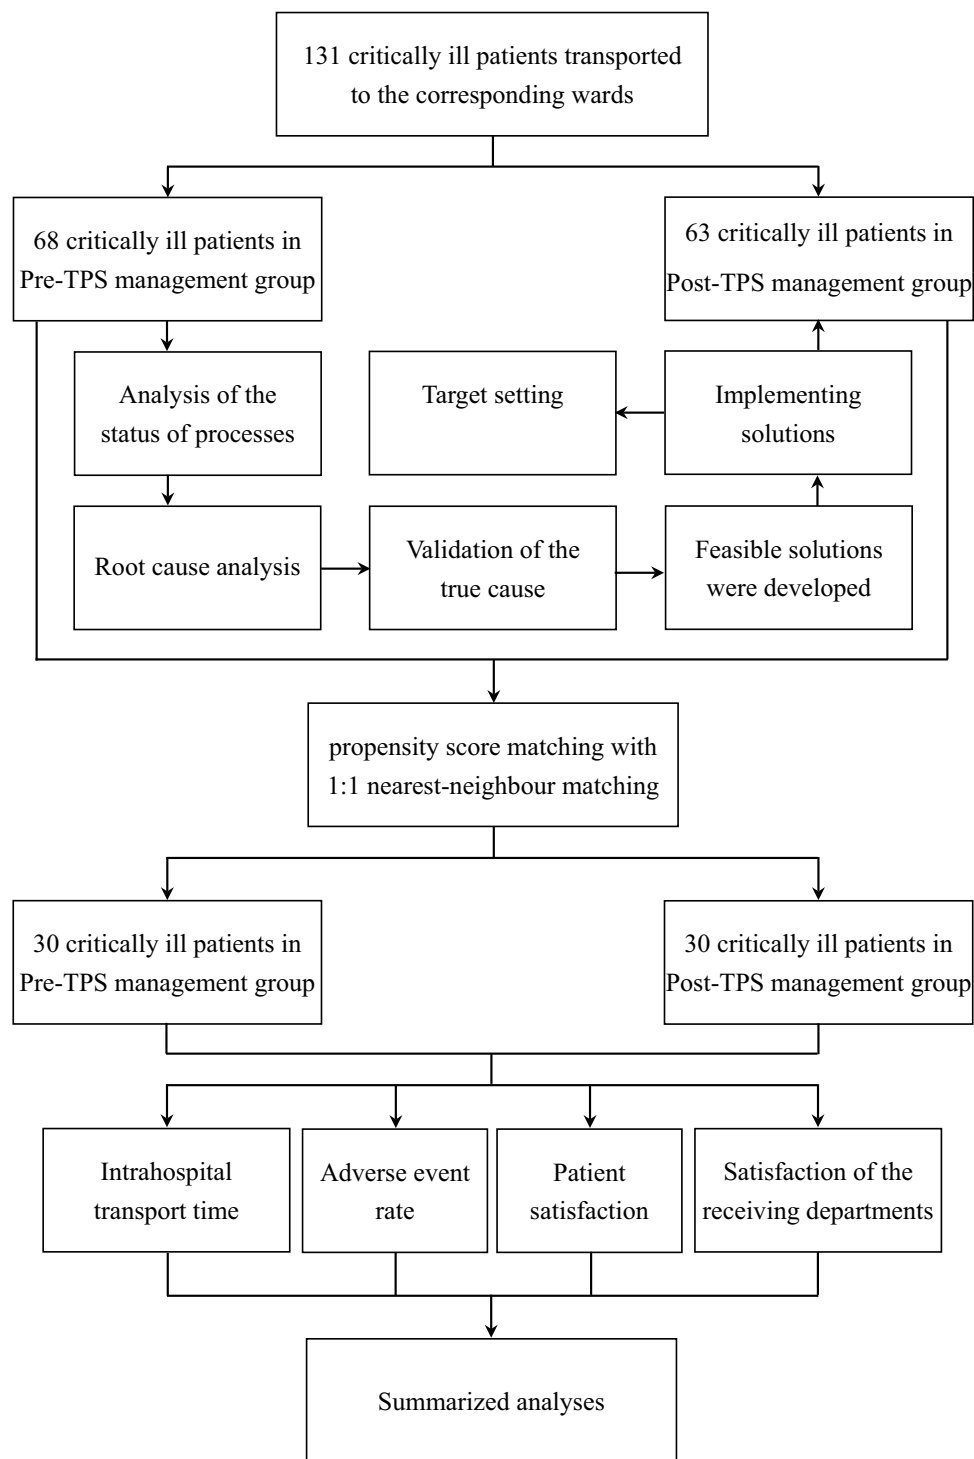 131 critically ill patients transported
to the corresponding wards
68 critically ill patients in
Pre-TPS management group
63 critically ill patients in
Post-TPS management group
Analysis of the
status of processes
Target setting
Implementing
solutions
Root cause analysis
Validation of the
true cause
Feasible solutions
were developed
propensity score matching with
1:1 nearest-neighbour matching
30 critically ill patients in
Pre-TPS management group
30 critically ill patients in
Post-TPS management group
Intrahospital
transport time
Adverse event
rate
Patient
satisfaction
Satisfaction of the
receiving departments
Summarized analyses